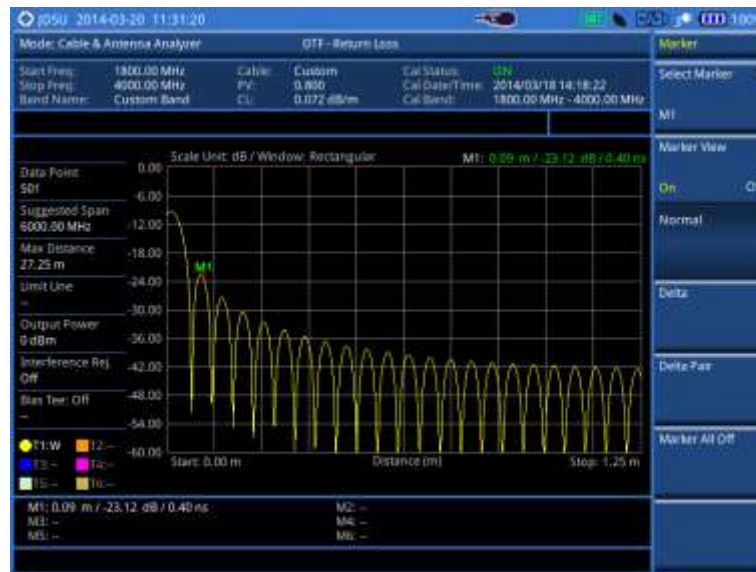 JDSU 2014-03-20 11:31:20
100%
Mode: Cable & Antenna Analyzer DTF - Return Loss
Marker
Start Freq: 1800.00 MHz Cable: Custom Cal Status: ON
Stop Freq: 4000.00 MHz PV: 0.800 Cal Date/Time: 2014/03/18 14:18:22
Band Name: Custom Band CL: 0.072 dB/m Cal Band: 1800.00 MHz - 4000.00 MHz
Select Marker
M1
Marker View
On
Normal
Delta
Delta Pair
Marker All Off
Scale Unit: dB / Window: Rectangular M1: 0.09 m / -23.12 dB / 0.40 ns
Data Point:
501
Suggested Span
6000.00 MHz
Max Distance
27.25 m
Limit Line
--
Output Power
0 dBm
Interference Rej.
Off
Bias Tee: Off
--
T1:W T2:--
T3:-- T4:--
T5:-- T6:--
0.00
-6.00
-12.00
-18.00
-24.00
-30.00
-36.00
-42.00
-48.00
-54.00
-60.00
M1
Start: 0.00 m Distance (m) Stop: 1.25 m
M1: 0.09 m / -23.12 dB / 0.40 ns M2: --
M3: -- M4: --
M5: -- M6: --